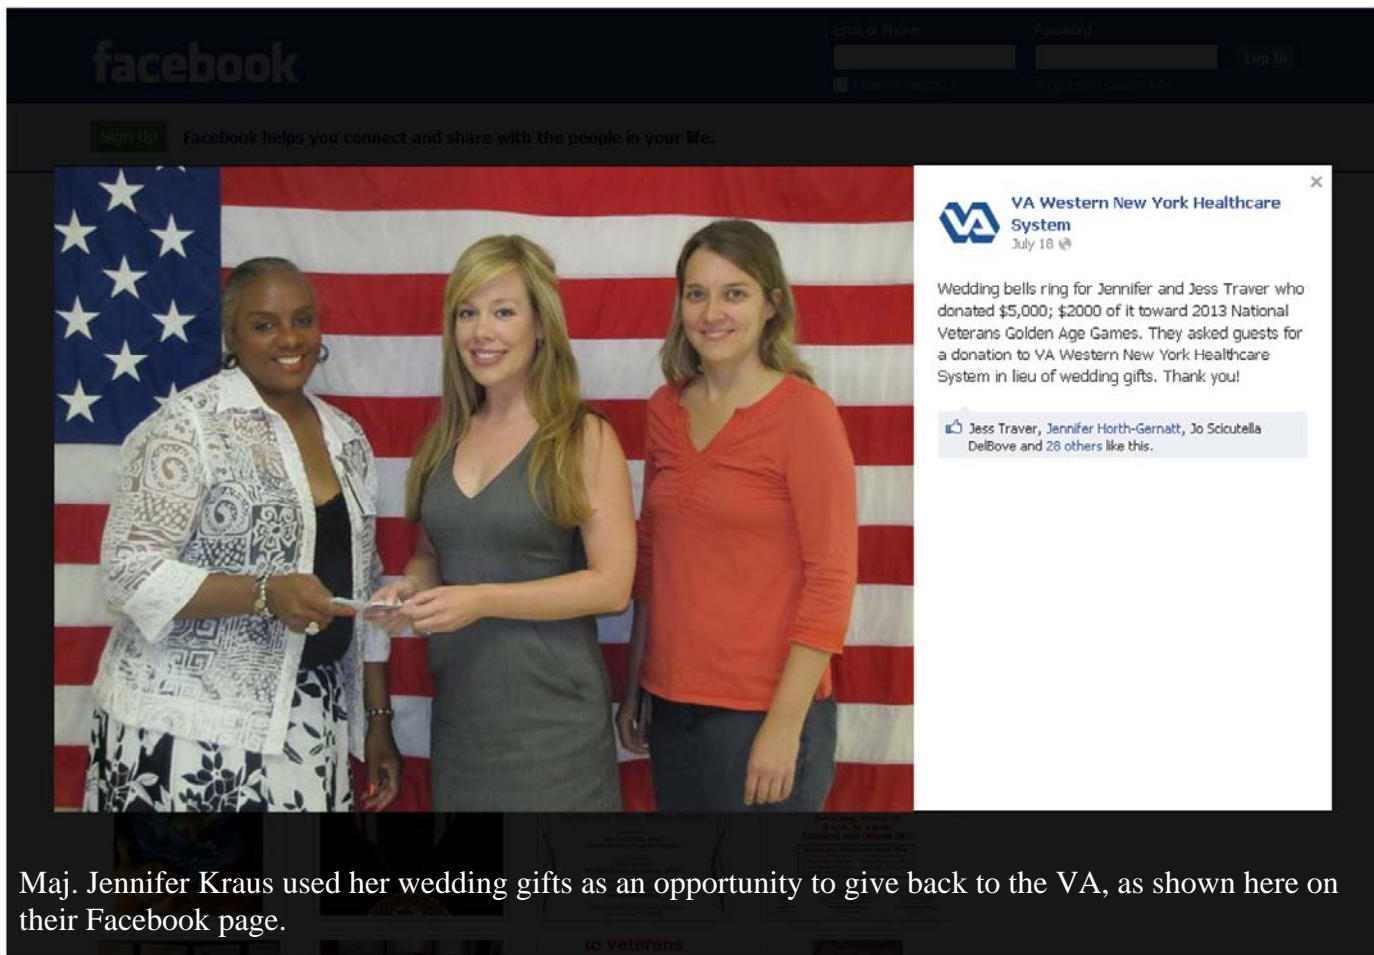 facebook
Email or Phone
Password
Log In
Sign Up
Facebook helps you connect and share with the people in your life.
VA
VA Western New York Healthcare
System
July 18
Wedding bells ring for Jennifer and Jess Traver who
donated $5,000; $2000 of it toward 2013 National
Veterans Golden Age Games. They asked guests for
a donation to VA Western New York Healthcare
System in lieu of wedding gifts. Thank you!
Jess Traver, Jennifer Horth-Gernatt, Jo Scicutella
DelBove and 28 others like this.
Maj. Jennifer Kraus used her wedding gifts as an opportunity to give back to the VA, as shown here on
their Facebook page.
to Veterans